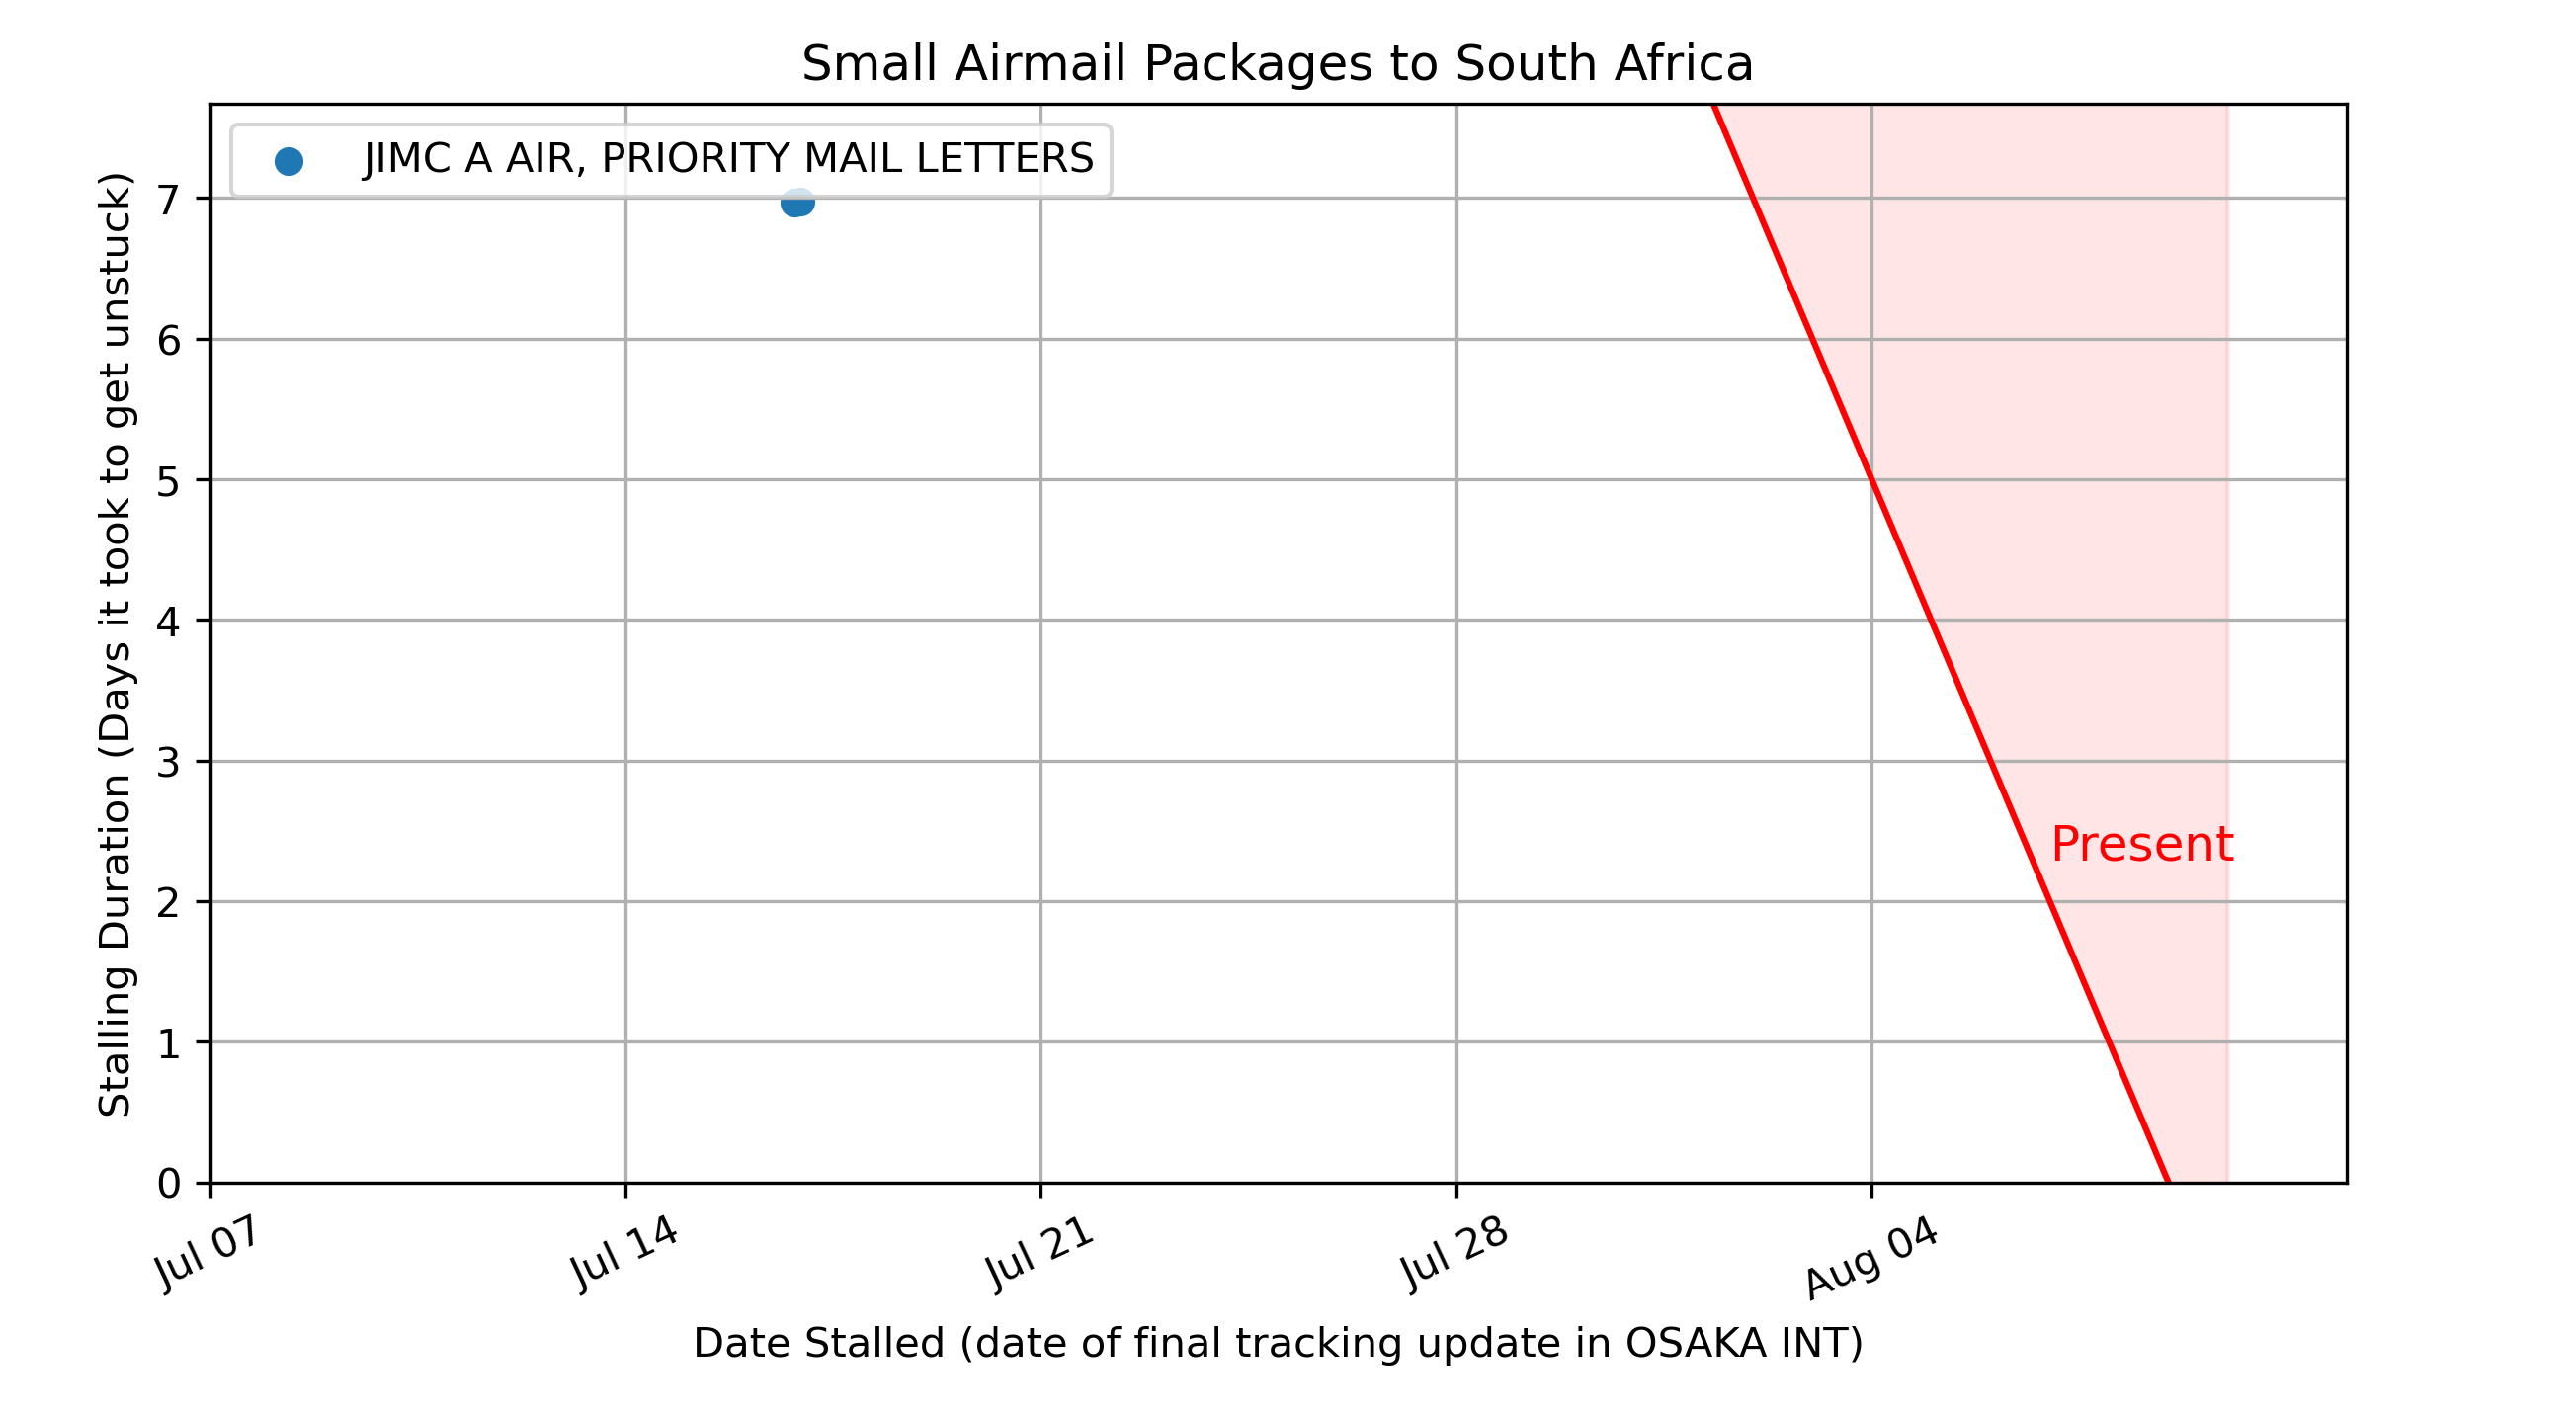 Small Airmail Packages to South Africa
JIMC A AIR, PRIORITY MAIL LETTERS
Stalling Duration (Days it took to get unstuck)
7
6
5
4
3
2
1
0
Present
Jul 07
Jul 14
Jul 21
Jul 28
Aug 04
Date Stalled (date of final tracking update in OSAKA INT)